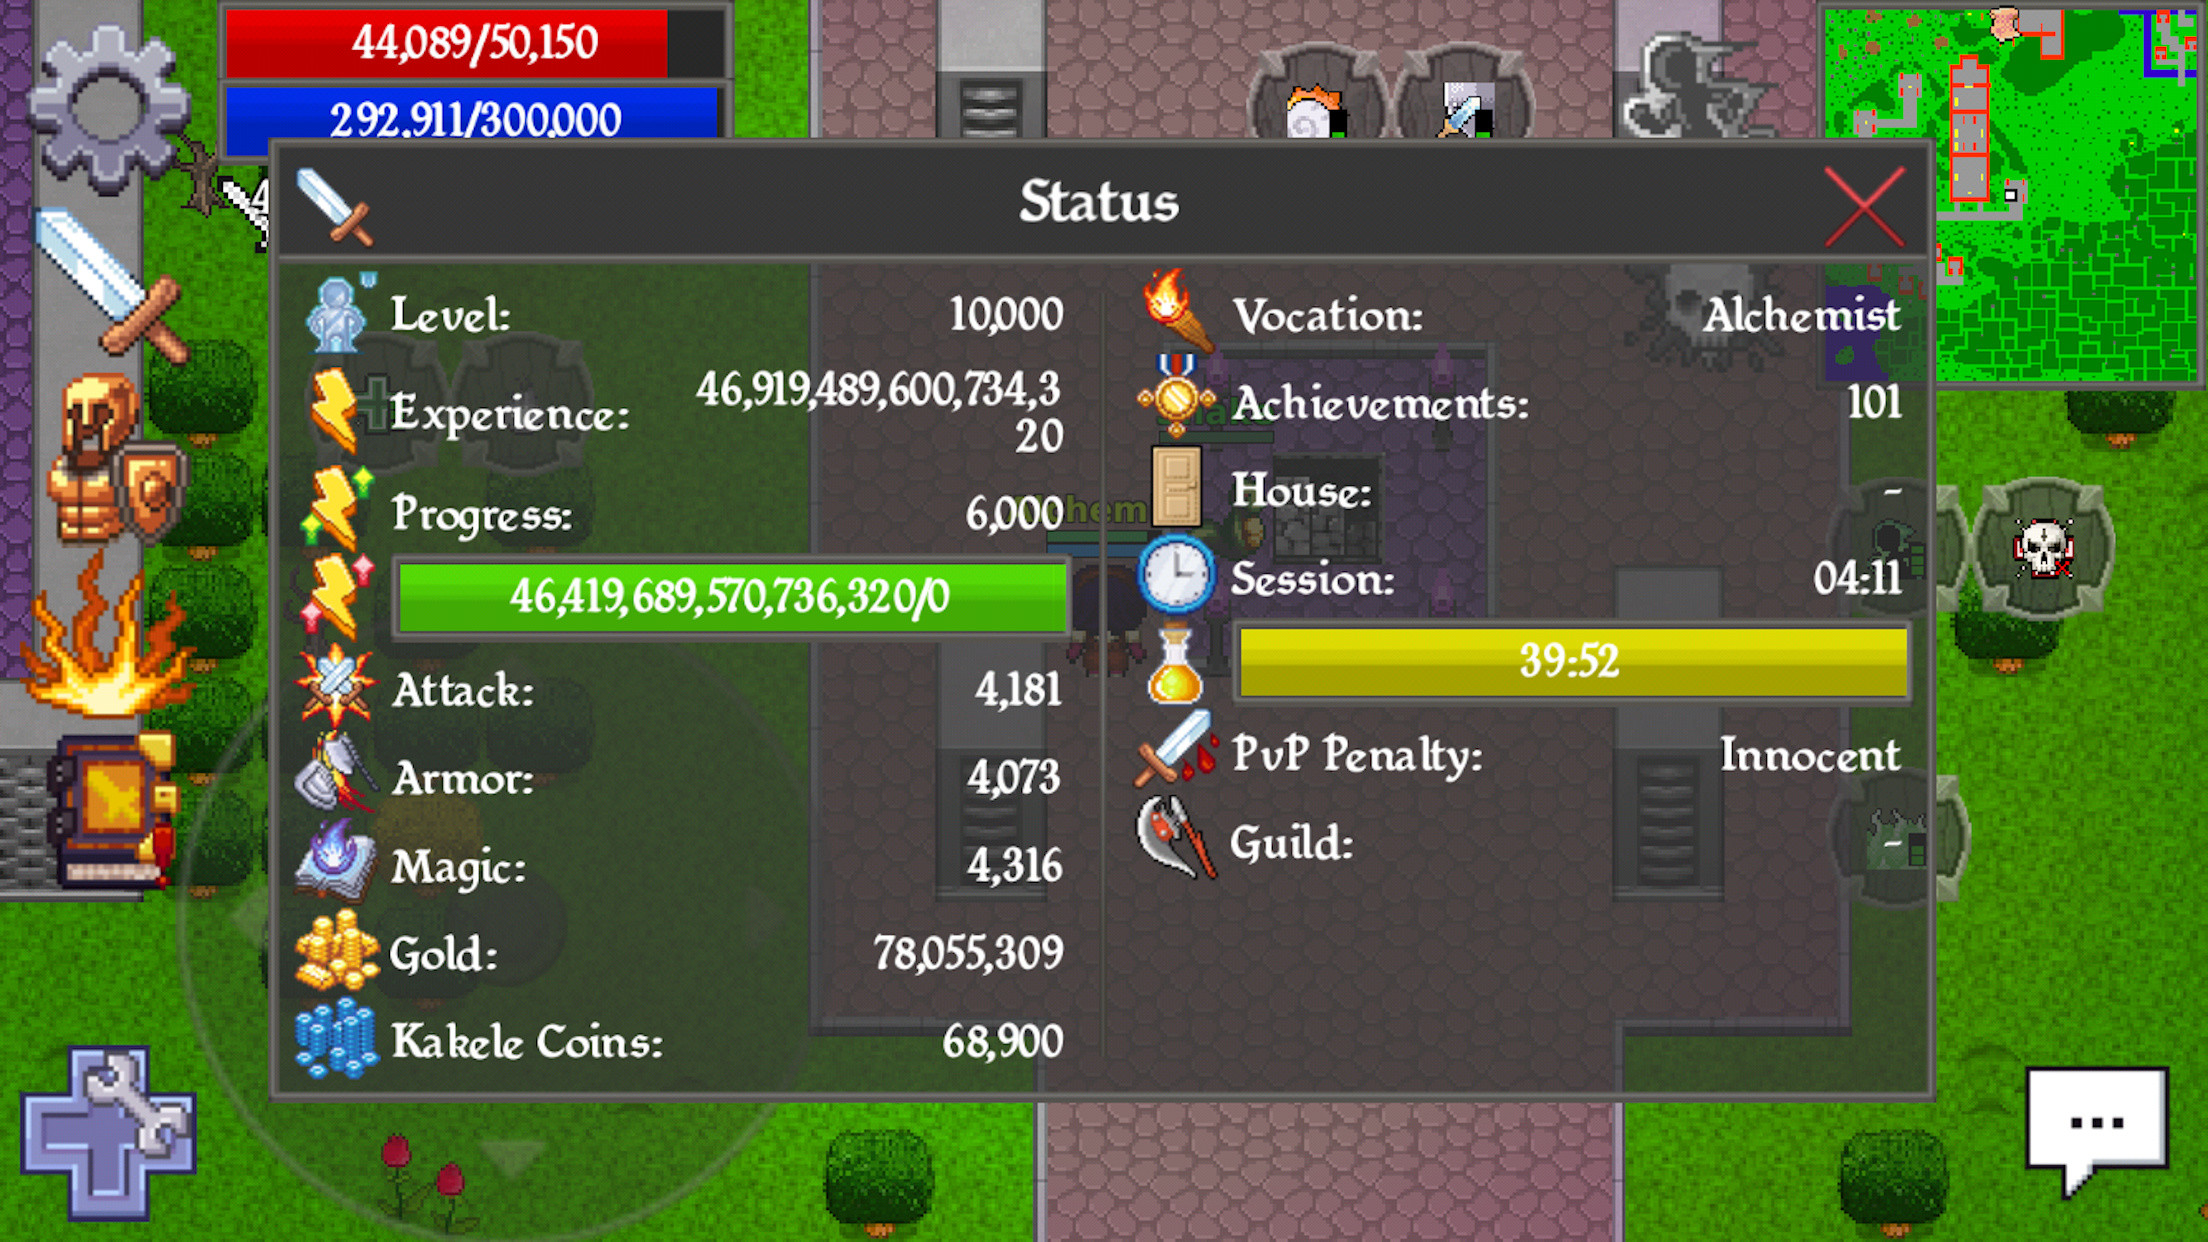 44,089/50,150
292,911/300,000
4
Status
Level: 10,000
Experience: 46,919,489,600,734,3
20
Progress: 6,000
46,419,689,570,736,320/0
Attack: 4,181
Armor: 4,073
Magic: 4,316
Gold: 78,055,309
Kakele Coins: 68,900
Vocation: Alchemist
Achievements: 101
House: -
Session: 04:11
39:52
PvP Penalty: Innocent
Guild: -
...